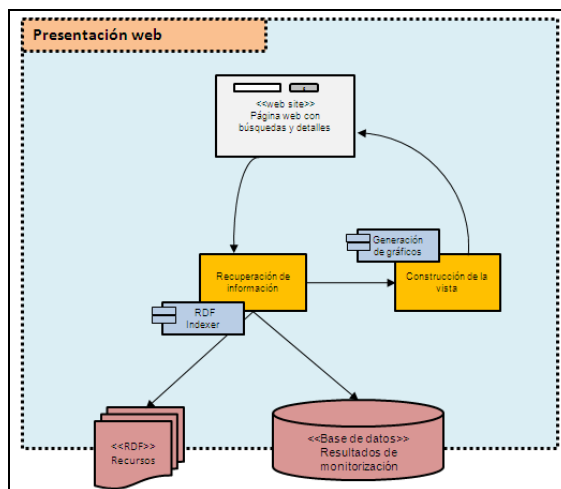 Presentación web
<<web site>>
Página web con
búsquedas y detalles
Generación
de gráficos
Recuperación de
información
Construcción de la
vista
RDF
Indexer
<<RDF>>
Recursos
<<Base de datos>>
Resultados de
monitorización